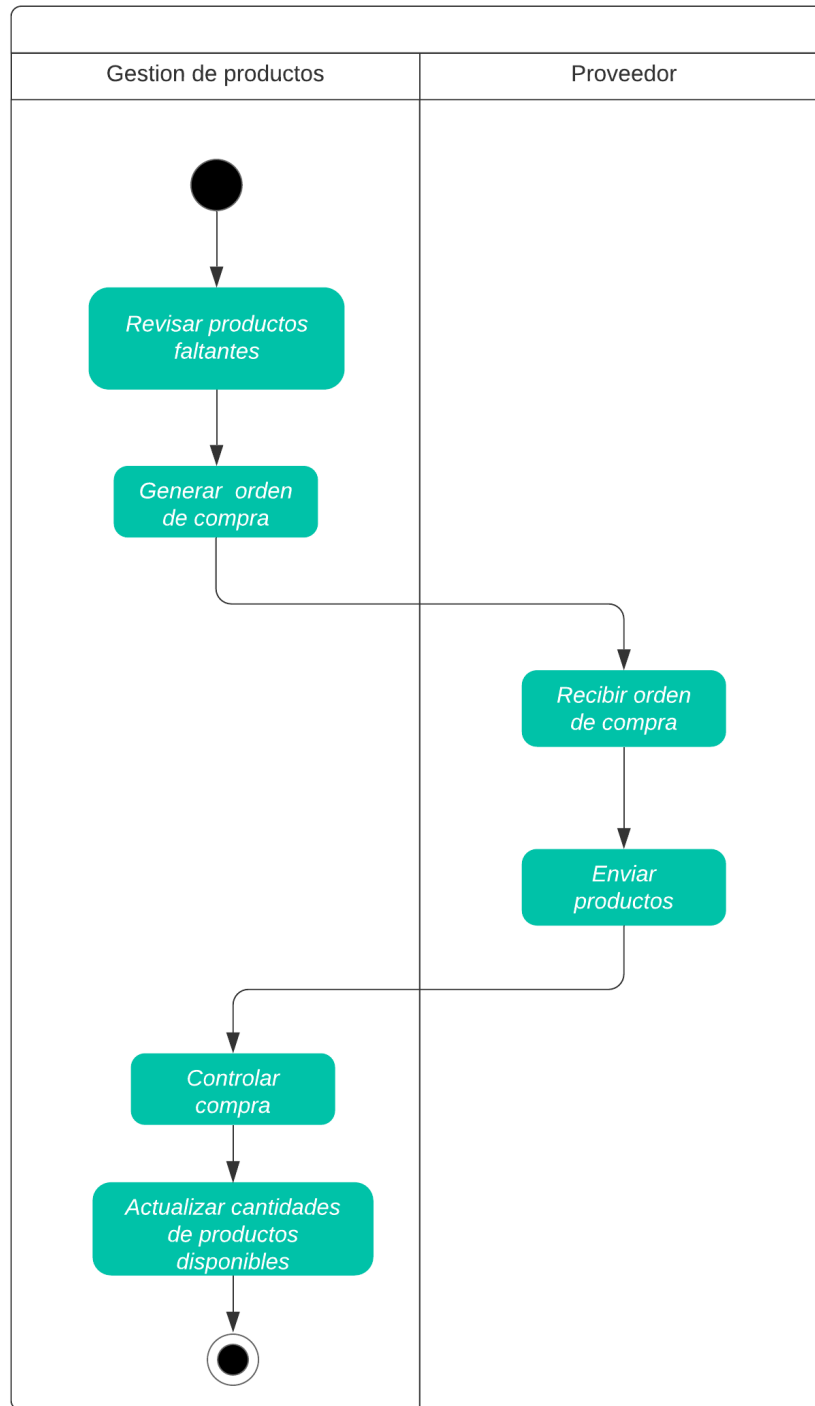 Gestion de productos
Proveedor
Revisar productos
faltantes
Generar  orden
de compra
Recibir orden
de compra
Enviar
productos
Controlar
compra
Actualizar cantidades
de productos
disponibles